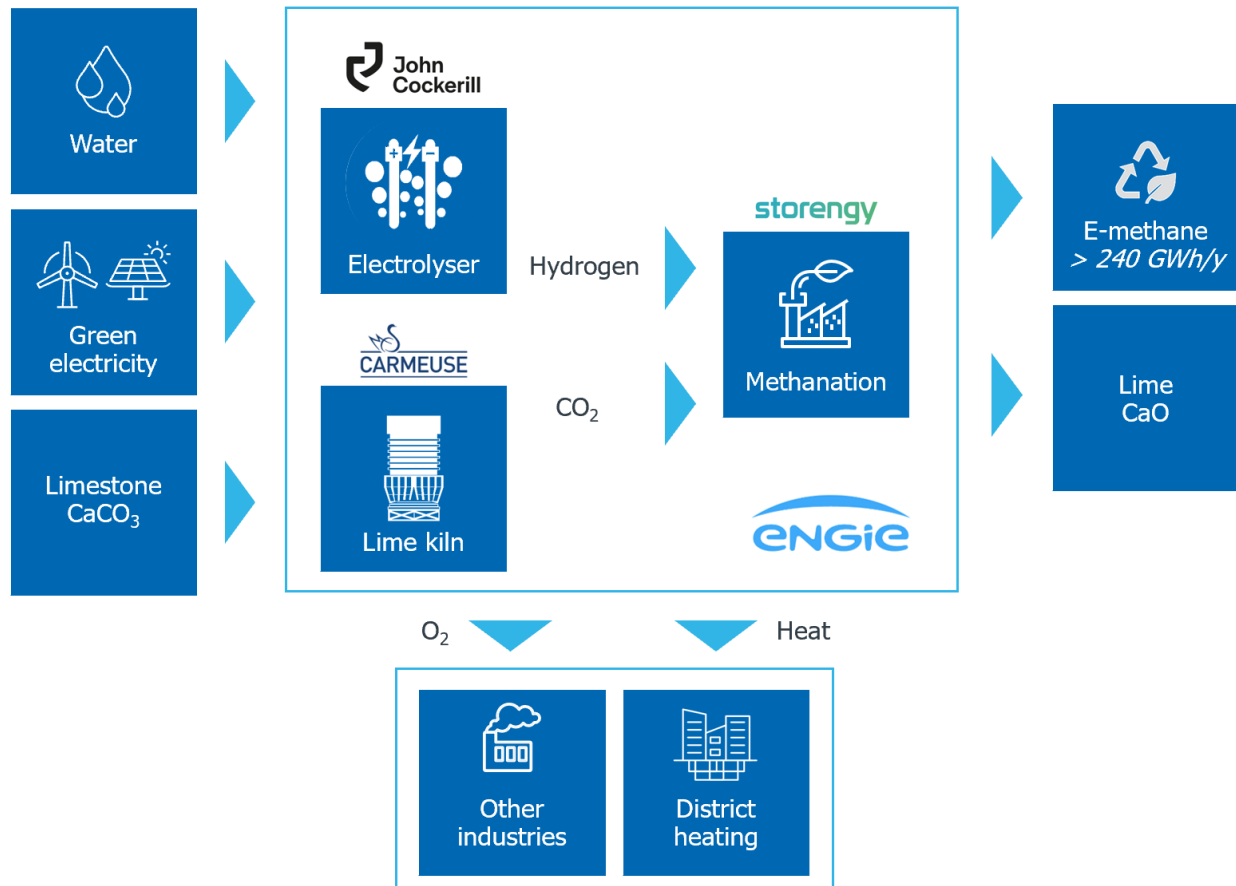 Water
Green
electricity
Limestone
CaCO₃
John
Cockerill
+ −
Electrolyser
Hydrogen
CARMEUSE
Lime kiln
CO₂
storengy
Methanation
ENGIE
E-methane
> 240 GWh/y
Lime
CaO
O₂
Heat
Other
industries
District
heating